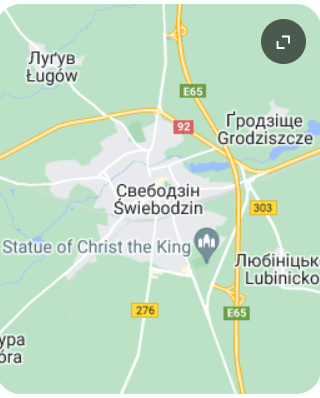 Луґув
Ługów
E65
92
Ґродзіще
Grodziszcze
Свебодзін
Świebodzin
303
Statue of Christ the King
Любініцьк
Lubinicko
276
E65
ура
óra